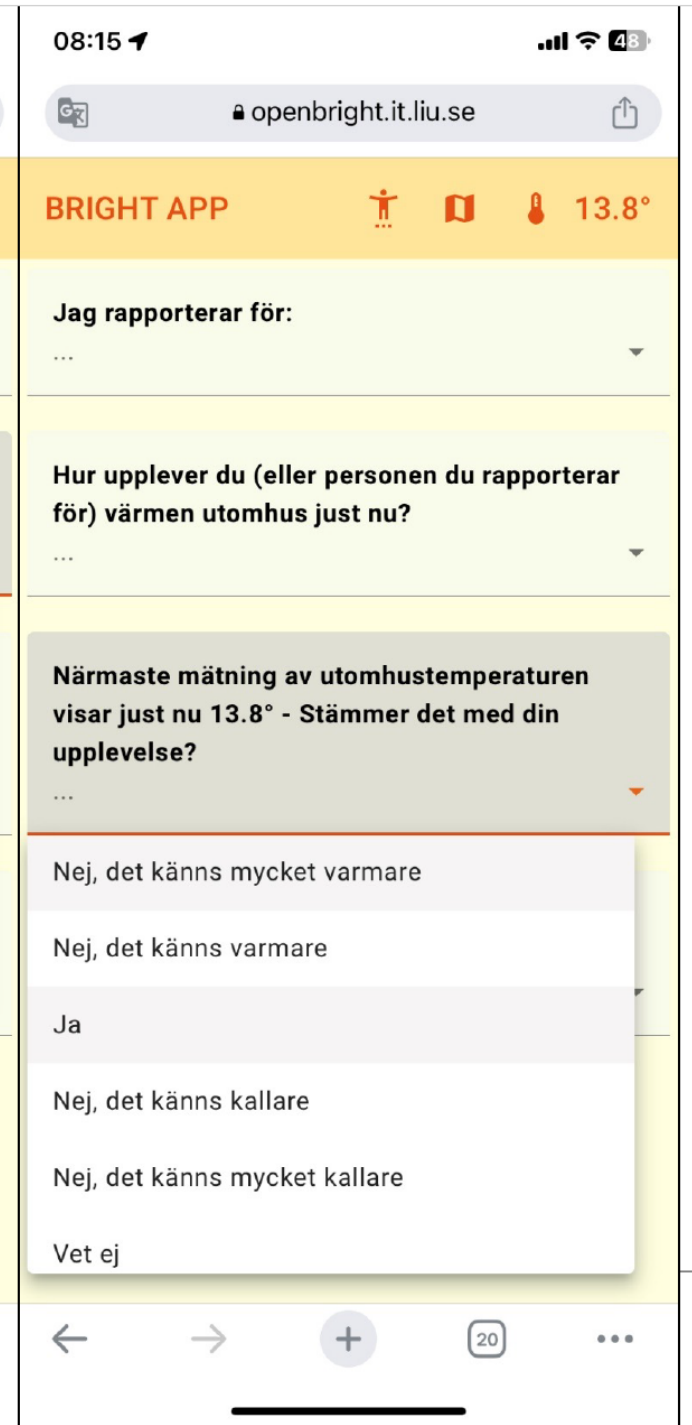 08:15
48
openbright.it.liu.se
BRIGHT APP
13.8°
Jag rapporterar för:
...
Hur upplever du (eller personen du rapporterar
för) värmen utomhus just nu?
...
Närmaste mätning av utomhustemperaturen
visar just nu 13.8° - Stämmer det med din
upplevelse?
...
Nej, det känns mycket varmare
Nej, det känns varmare
Ja
Nej, det känns kallare
Nej, det känns mycket kallare
Vet ej
20